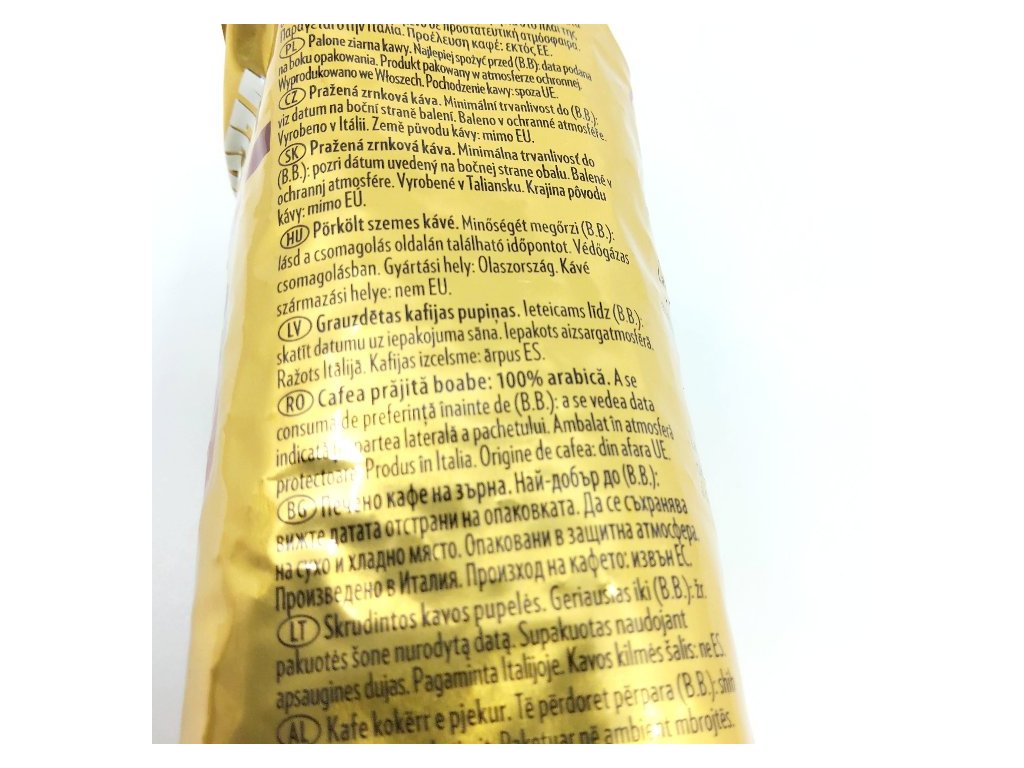 Παράγεται στην Ιταλία. Προέλευση καφέ: εκτός ΕΕ.
PL Palone ziarna kawy. Najlepiej spożyć przed (B.B): data podana
na boku opakowania. Produkt pakowany w atmosferze ochronnej.
Wyprodukowano we Włoszech. Pochodzenie kawy: spoza UE.
CZ Pražená zrnková káva. Minimální trvanlivost do (B.B.):
viz datum na boční straně balení. Baleno v ochranné atmosféře.
Vyrobeno v Itálii. Země původu kávy: mimo EU.
SK Pražená zrnková káva. Minimálna trvanlivosť do
(B.B.): pozri dátum uvedený na bočnej strane obalu. Balené v
ochrannj atmosfére. Vyrobené v Taliansku. Krajina pôvodu
kávy: mimo EÚ.
HU Pörkölt szemes kávé. Minőségét megőrzi (B.B.):
lásd a csomagolás oldalán található időpontot. Védőgázas
csomagolásban. Gyártási hely: Olaszország. Kávé
származási helye: nem EU.
LV Grauzdētas kafijas pupiņas. Ieteicams līdz (B.B.):
skatīt datumu uz iepakojuma sāna. Iepakots aizsargatmosfērā.
Ražots Itālijā. Kafijas izcelsme: ārpus ES.
RO Cafea prăjită boabe: 100% arabică. A se
consuma de preferință înainte de (B.B.): a se vedea data
indicată partea laterală a pachetului. Ambalat în atmosferă
protectoare Produs în Italia. Origine de cafea: din afara UE.
BG Печено кафе на зърна. Най-добър до (B.B.):
вижте датата отстрани на опаковката. Да се съхранява
на сухо и хладно място. Опаковани в защитна атмосфера.
Произведено в Италия. Произход на кафето: извън ЕС.
LT Skrudintos kavos pupelės. Geriausias iki (B.B.): žr.
pakuotės šone nurodytą datą. Supakuotas naudojant
apsaugines dujas. Pagaminta Italijoje. Kavos kilmės šalis: ne ES.
AL Kafe kokërr e pjekur. Të përdoret përpara (B.B.): shih
Paketuar në ambient mbrojtës.